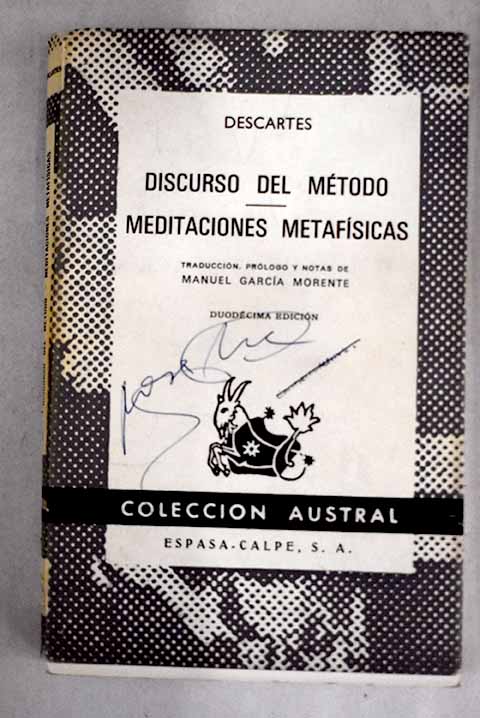 DESCARTES
DISCURSO DEL MÉTODO
MEDITACIONES METAFÍSICAS
TRADUCCIÓN, PRÓLOGO Y NOTAS DE
MANUEL GARCÍA MORENTE
DUODÉCIMA EDICIÓN
COLECCION AUSTRAL
ESPASA-CALPE, S. A.